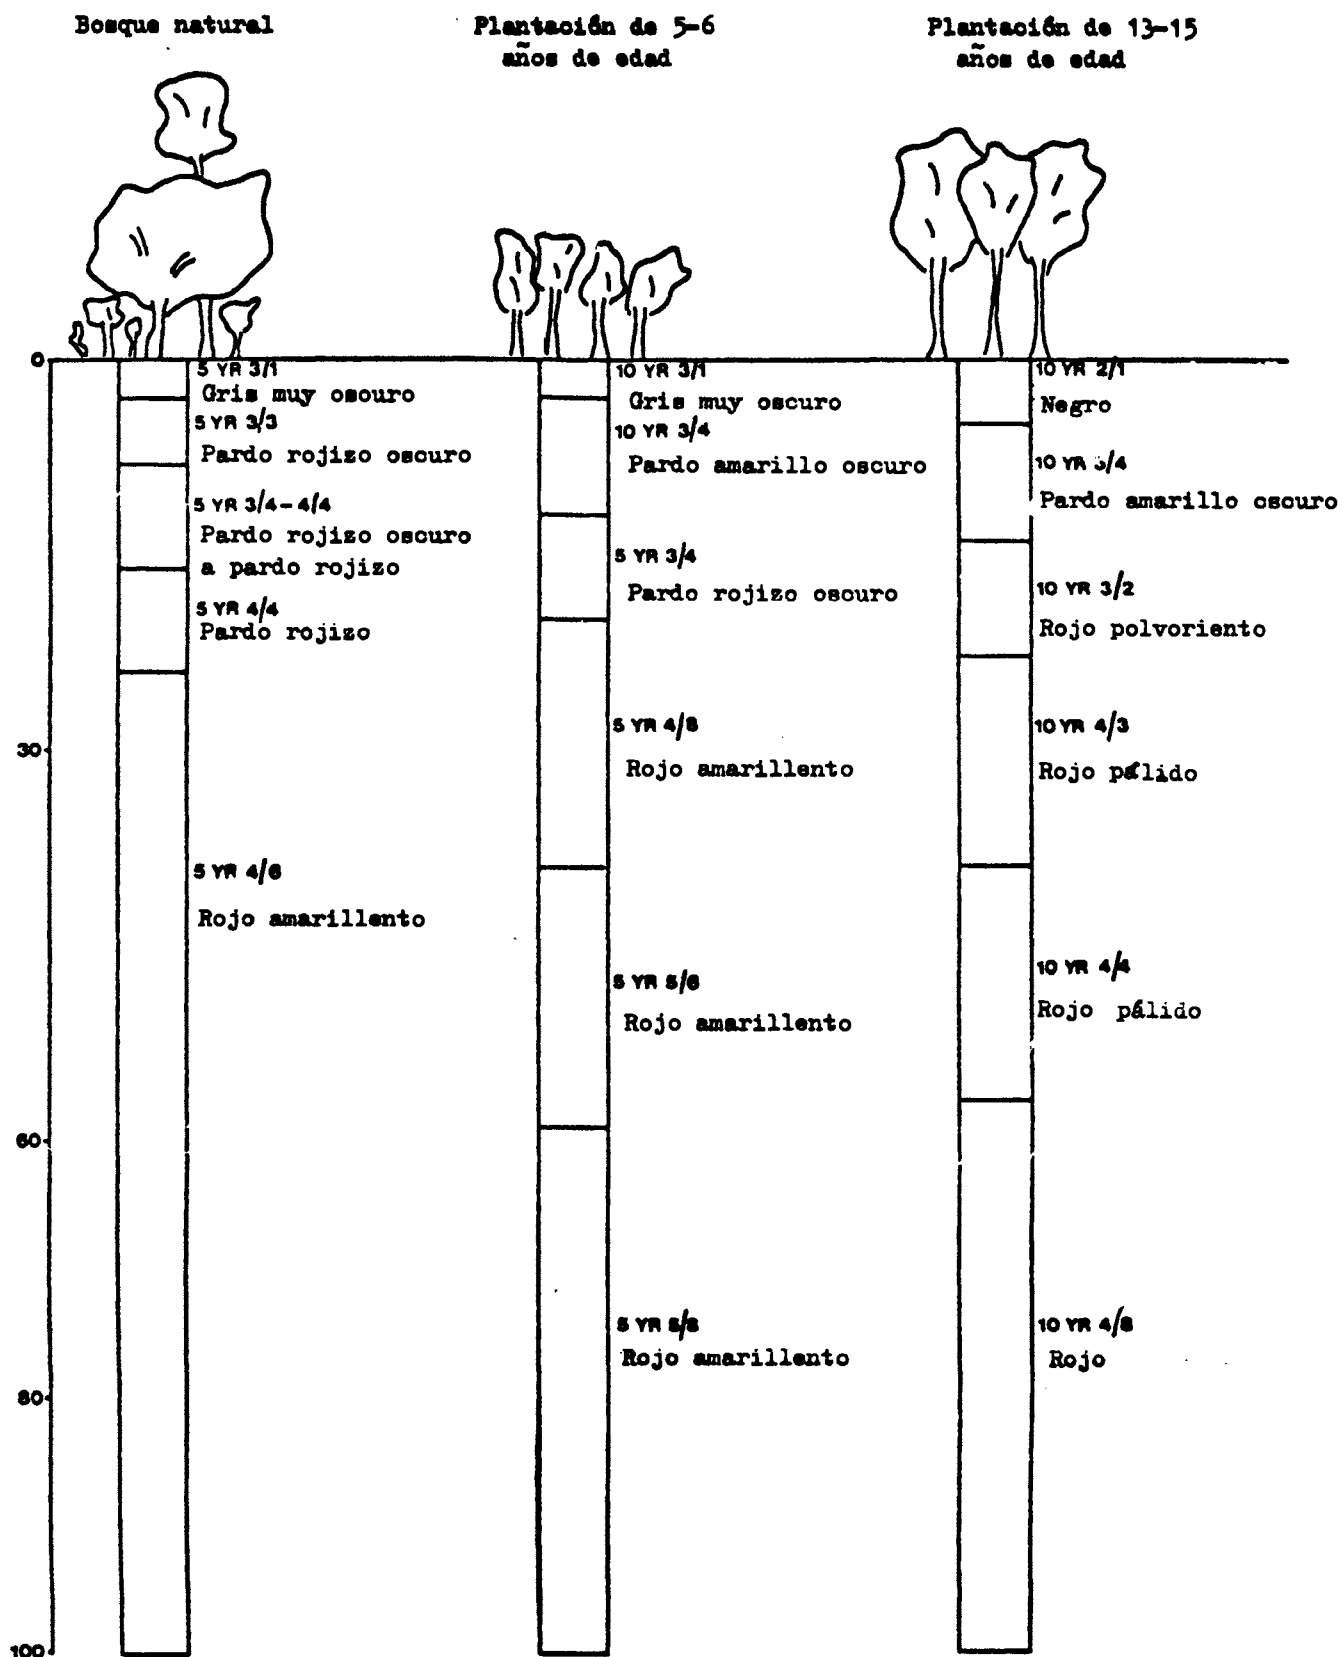 Bosque natural
Plantación de 5-6
años de edad
Plantación de 13-15
años de edad
0
30
60
80
100
5 YR 3/1
Gris muy oscuro
5 YR 3/3
Pardo rojizo oscuro
5 YR 3/4-4/4
Pardo rojizo oscuro
a pardo rojizo
5 YR 4/4
Pardo rojizo
5 YR 4/6
Rojo amarillento
10 YR 3/1
Gris muy oscuro
10 YR 3/4
Pardo amarillo oscuro
5 YR 3/4
Pardo rojizo oscuro
5 YR 4/8
Rojo amarillento
5 YR 5/6
Rojo amarillento
5 YR 5/8
Rojo amarillento
10 YR 2/1
Negro
10 YR
Pardo amarillo oscuro
10 YR 3/2
Rojo polvoriento
10 YR 4/3
Rojo pálido
10 YR 4/4
Rojo pálido
10 YR 4/8
Rojo